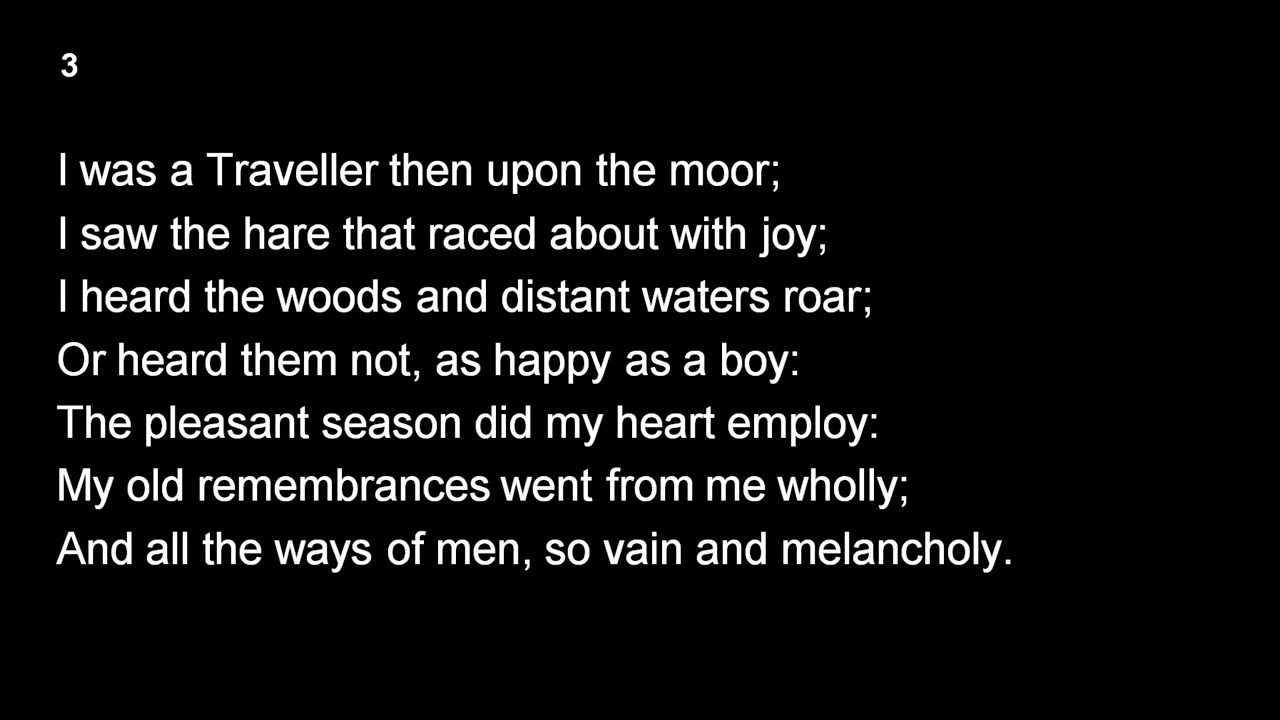 3
I was a Traveller then upon the moor;
I saw the hare that raced about with joy;
I heard the woods and distant waters roar;
Or heard them not, as happy as a boy:
The pleasant season did my heart employ:
My old remembrances went from me wholly;
And all the ways of men, so vain and melancholy.